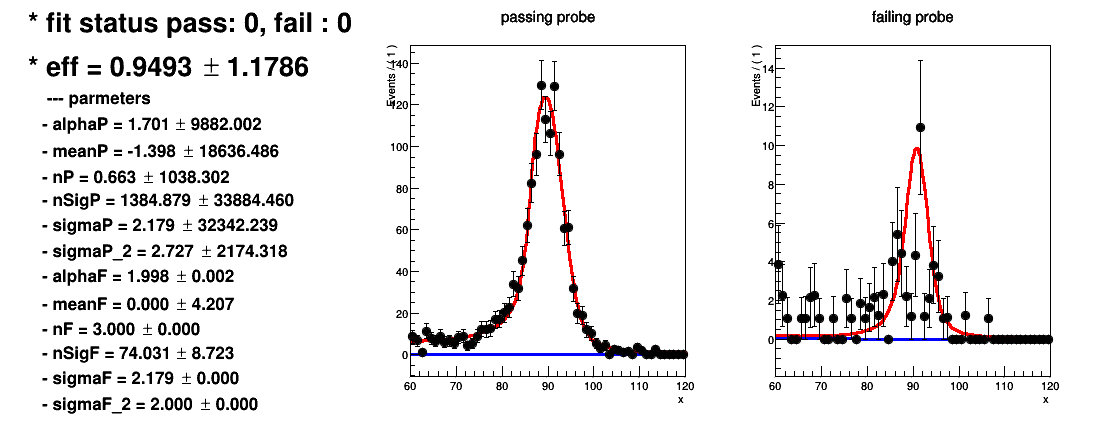 * fit status pass: 0, fail : 0
* eff = 0.9493 ± 1.1786
--- parmeters
- alphaP = 1.701 ± 9882.002
- meanP = -1.398 ± 18636.486
- nP = 0.663 ± 1038.302
- nSigP = 1384.879 ± 33884.460
- sigmaP = 2.179 ± 32342.239
- sigmaP_2 = 2.727 ± 2174.318
- alphaF = 1.998 ± 0.002
- meanF = 0.000 ± 4.207
- nF = 3.000 ± 0.000
- nSigF = 74.031 ± 8.723
- sigmaF = 2.179 ± 0.000
- sigmaF_2 = 2.000 ± 0.000
passing probe
Events / ( 1 )
140
120
100
80
60
40
20
0
60 70 80 90 100 110 120
x
failing probe
Events / ( 1 )
14
12
10
8
6
4
2
0
60 70 80 90 100 110 120
x